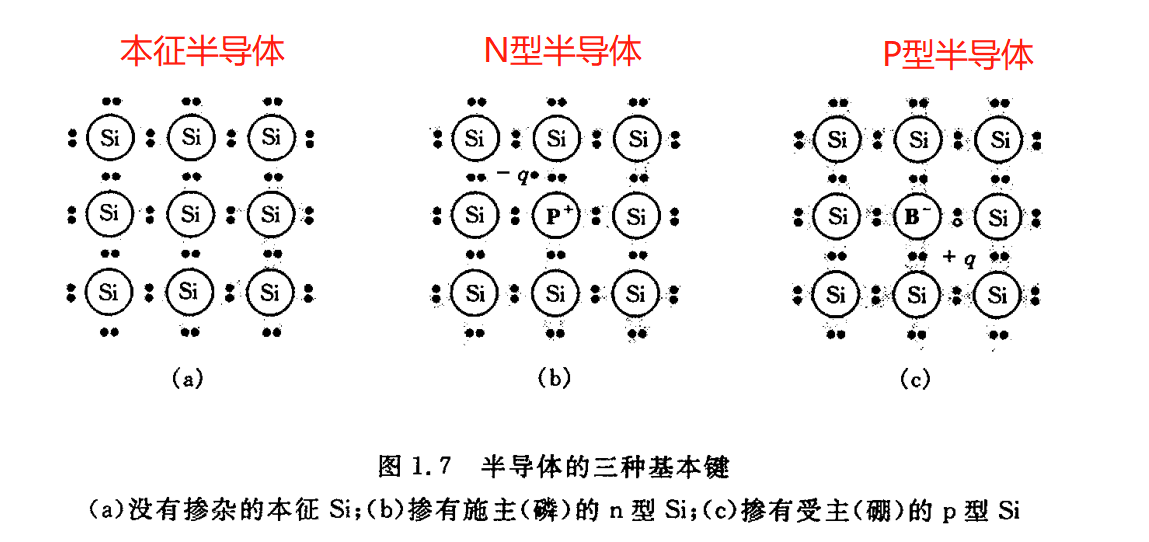 本征半导体 N型半导体 P型半导体
Si Si Si Si Si Si Si Si Si
− q
Si Si Si Si P⁺ Si Si B⁻ Si
+ q
Si Si Si Si Si Si Si Si Si
(a) (b) (c)
图 1.7 半导体的三种基本键
(a)没有掺杂的本征 Si;(b)掺有施主(磷)的 n 型 Si;(c)掺有受主(硼)的 p 型 Si